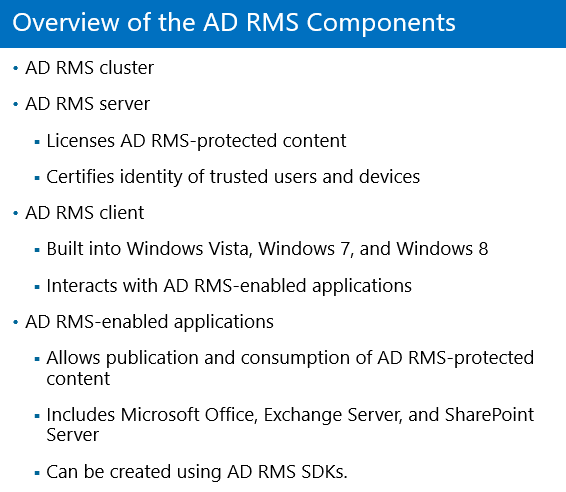 Overview of the AD RMS Components
• AD RMS cluster
• AD RMS server
▪ Licenses AD RMS-protected content
▪ Certifies identity of trusted users and devices
• AD RMS client
▪ Built into Windows Vista, Windows 7, and Windows 8
▪ Interacts with AD RMS-enabled applications
• AD RMS-enabled applications
▪ Allows publication and consumption of AD RMS-protected
content
▪ Includes Microsoft Office, Exchange Server, and SharePoint
Server
▪ Can be created using AD RMS SDKs.